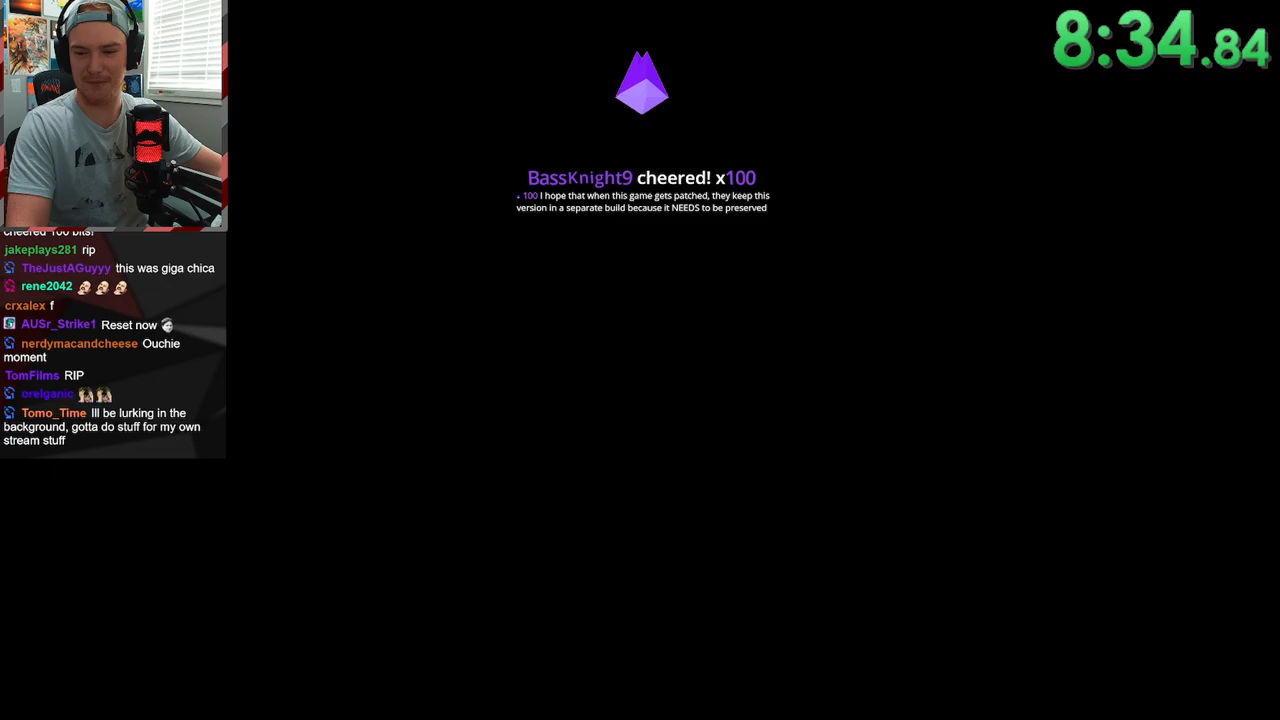 8:34.84
BassKnight9 cheered! x100
100 I hope that when this game gets patched, they keep this
version in a separate build because it NEEDS to be preserved
cheered 100 bits!
jakeplays281 rip
TheJustAGuyyy this was giga chica
rene2042
crxalex f
AUSr_Strike1 Reset now
nerdymacandcheese Ouchie
moment
TomFilms RIP
orelganic
Tomo_Time Ill be lurking in the
background, gotta do stuff for my own
stream stuff